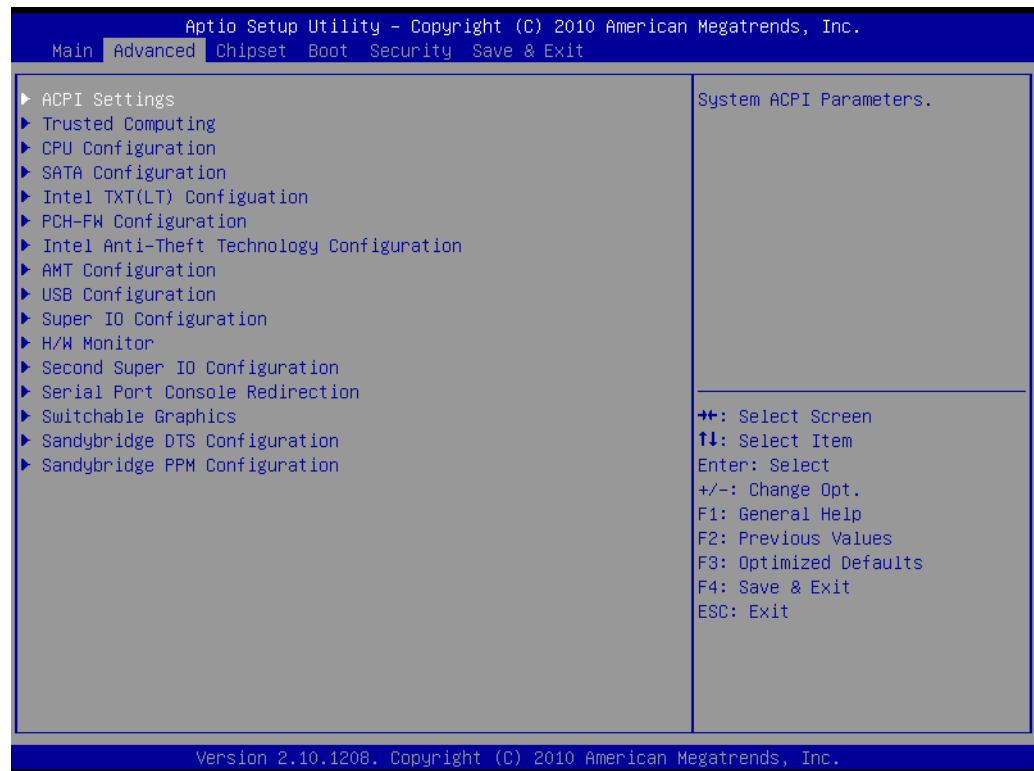 Aptio Setup Utility – Copyright (C) 2010 American Megatrends, Inc.
Main Advanced Chipset Boot Security Save & Exit
ACPI Settings
Trusted Computing
CPU Configuration
SATA Configuration
Intel TXT(LT) Configuation
PCH-FW Configuration
Intel Anti-Theft Technology Configuration
AMT Configuration
USB Configuration
Super IO Configuration
H/W Monitor
Second Super IO Configuration
Serial Port Console Redirection
Switchable Graphics
Sandybridge DTS Configuration
Sandybridge PPM Configuration
System ACPI Parameters.
→←: Select Screen
↑↓: Select Item
Enter: Select
+/-: Change Opt.
F1: General Help
F2: Previous Values
F3: Optimized Defaults
F4: Save & Exit
ESC: Exit
Version 2.10.1208. Copyright (C) 2010 American Megatrends, Inc.